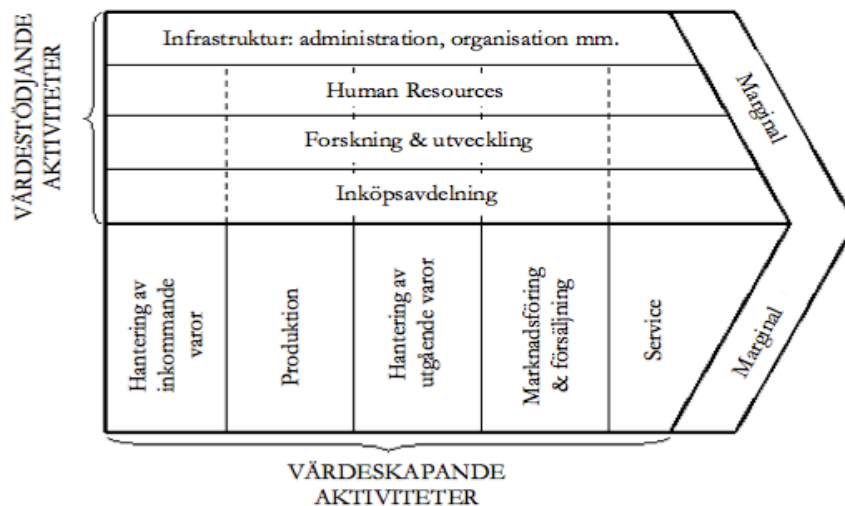 VÄRDESTÖDJANDE
AKTIVITETER
Infrastruktur: administration, organisation mm.
Human Resources
Forskning & utveckling
Inköpsavdelning
Marginal
Hantering av
inkommande
varor
Produktion
Hantering av
utgående varor
Marknadsföring
& försäljning
Service
Marginal
VÄRDESKAPANDE
AKTIVITETER